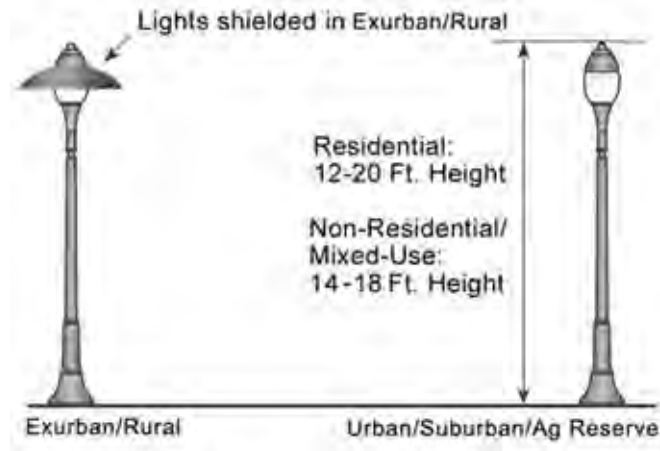 Lights shielded in Exurban/Rural
Residential:
12-20 Ft. Height
Non-Residential/
Mixed-Use:
14-18 Ft. Height
Exurban/Rural
Urban/Suburban/Ag Reserve